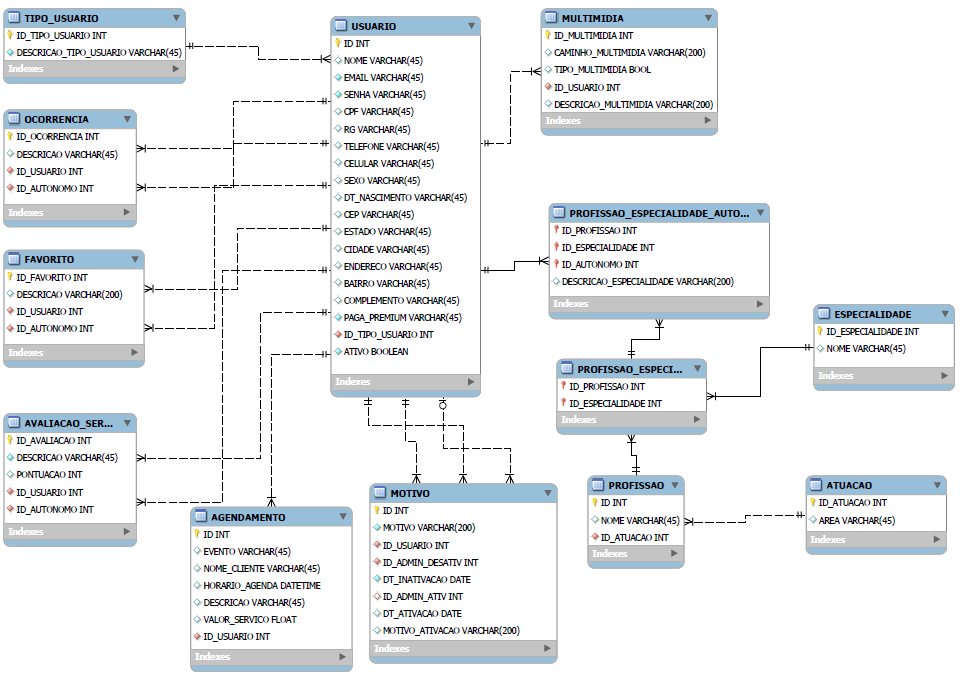 TIPO_USUARIO
ID_TIPO_USUARIO INT
DESCRICAO_TIPO_USUARIO VARCHAR(45)
Indexes
OCORRENCIA
ID_OCORRENCIA INT
DESCRICAO VARCHAR(45)
ID_USUARIO INT
ID_AUTONOMO INT
Indexes
FAVORITO
ID_FAVORITO INT
DESCRICAO VARCHAR(200)
ID_USUARIO INT
ID_AUTONOMO INT
Indexes
AVALIACAO_SER...
ID_AVALIACAO INT
DESCRICAO VARCHAR(45)
PONTUACAO INT
ID_USUARIO INT
ID_AUTONOMO INT
Indexes
USUARIO
ID INT
NOME VARCHAR(45)
EMAIL VARCHAR(45)
SENHA VARCHAR(45)
CPF VARCHAR(45)
RG VARCHAR(45)
TELEFONE VARCHAR(45)
CELULAR VARCHAR(45)
SEXO VARCHAR(45)
DT_NASCIMENTO VARCHAR(45)
CEP VARCHAR(45)
ESTADO VARCHAR(45)
CIDADE VARCHAR(45)
ENDERECO VARCHAR(45)
BAIRRO VARCHAR(45)
COMPLEMENTO VARCHAR(45)
PAGA_PREMIUM VARCHAR(45)
ID_TIPO_USUARIO INT
ATIVO BOOLEAN
Indexes
AGENDAMENTO
ID INT
EVENTO VARCHAR(45)
NOME_CLIENTE VARCHAR(45)
HORARIO_AGENDA DATETIME
DESCRICAO VARCHAR(45)
VALOR_SERVICO FLOAT
ID_USUARIO INT
Indexes
MOTIVO
ID INT
MOTIVO VARCHAR(200)
ID_USUARIO INT
ID_ADMIN_DESATIV INT
DT_INATIVACAO DATE
ID_ADMIN_ATIV INT
DT_ATIVACAO DATE
MOTIVO_ATIVACAO VARCHAR(200)
Indexes
MULTIMIDIA
ID_MULTIMIDIA INT
CAMINHO_MULTIMIDIA VARCHAR(200)
TIPO_MULTIMIDIA BOOL
ID_USUARIO INT
DESCRICAO_MULTIMIDIA VARCHAR(200)
Indexes
PROFISSAO_ESPECIALIDADE_AUTO...
ID_PROFISSAO INT
ID_ESPECIALIDADE INT
ID_AUTONOMO INT
DESCRICAO_ESPECIALIDADE VARCHAR(200)
Indexes
ESPECIALIDADE
ID_ESPECIALIDADE INT
NOME VARCHAR(45)
Indexes
PROFISSAO_ESPECI...
ID_PROFISSAO INT
ID_ESPECIALIDADE INT
Indexes
PROFISSAO
ID INT
NOME VARCHAR(45)
ID_ATUACAO INT
Indexes
ATUACAO
ID_ATUACAO INT
AREA VARCHAR(45)
Indexes